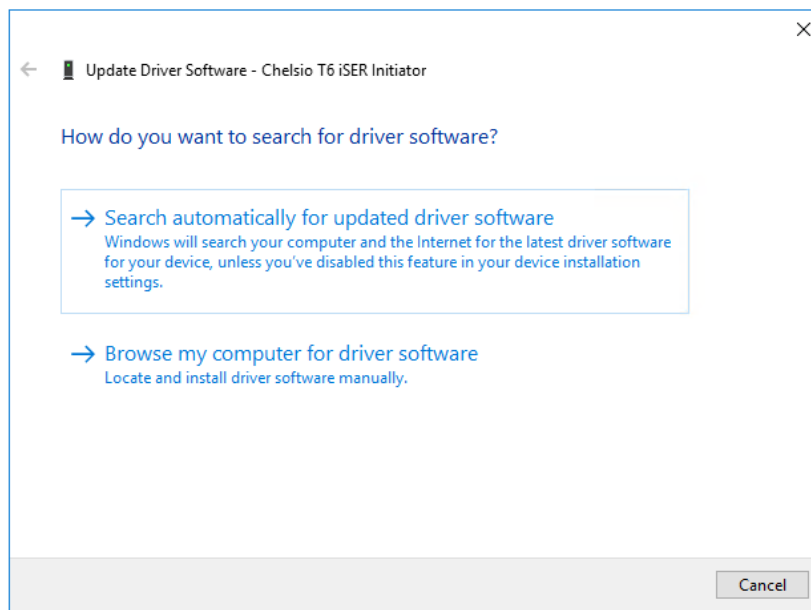 Update Driver Software - Chelsio T6 iSER Initiator
How do you want to search for driver software?
Search automatically for updated driver software
Windows will search your computer and the Internet for the latest driver software
for your device, unless you've disabled this feature in your device installation
settings.
Browse my computer for driver software
Locate and install driver software manually.
Cancel